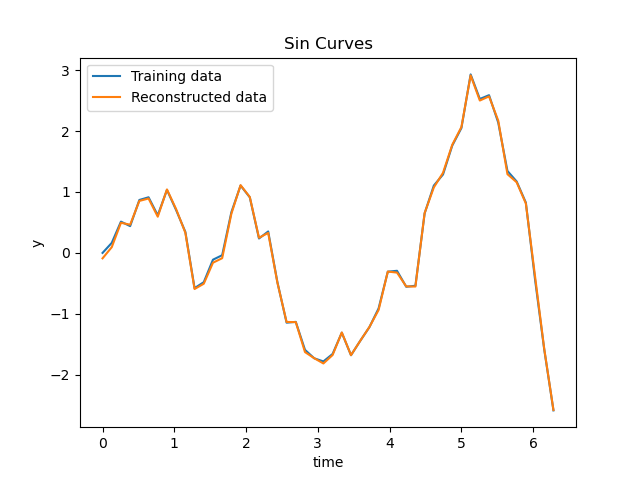 Sin Curves
Training data
Reconstructed data
3
2
1
0
−1
−2
y
0 1 2 3 4 5 6
time